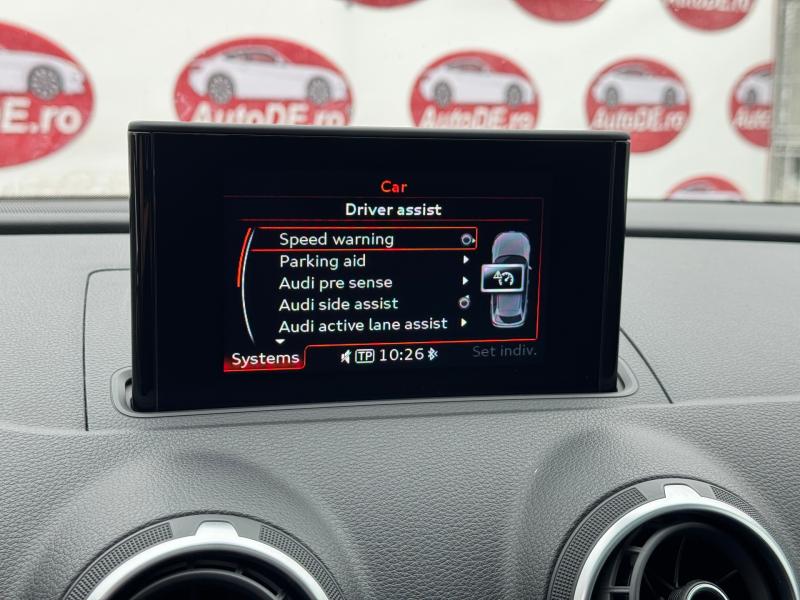 E.ro
AutoDE.ro
AutoDE.ro
AutoDE.ro
Car
Driver assist
Speed warning
Parking aid
Audi pre sense
Audi side assist
Audi active lane assist
Systems
TP 10:26
Set indiv.